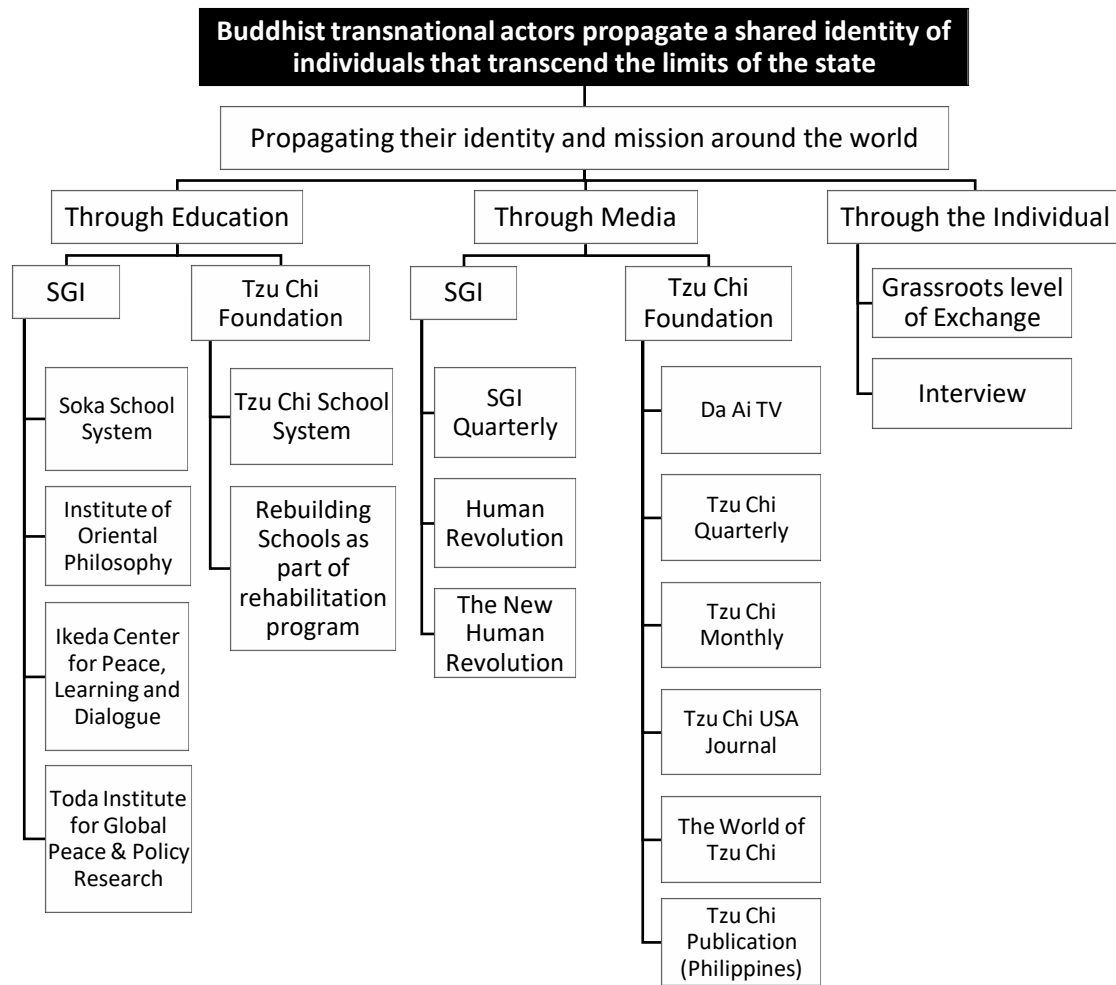 Buddhist transnational actors propagate a shared identity of
individuals that transcend the limits of the state
Propagating their identity and mission around the world
Through Education
SGI
Soka School
System
Institute of
Oriental
Philosophy
Ikeda Center
for Peace,
Learning and
Dialogue
Toda Institute
for Global
Peace & Policy
Research
Tzu Chi
Foundation
Tzu Chi School
System
Rebuilding
Schools as
part of
rehabilitation
program
Through Media
SGI
SGI
Quarterly
Human
Revolution
The New
Human
Revolution
Tzu Chi
Foundation
Da Ai TV
Tzu Chi
Quarterly
Tzu Chi
Monthly
Tzu Chi USA
Journal
The World of
Tzu Chi
Tzu Chi
Publication
(Philippines)
Through the Individual
Grassroots level
of Exchange
Interview